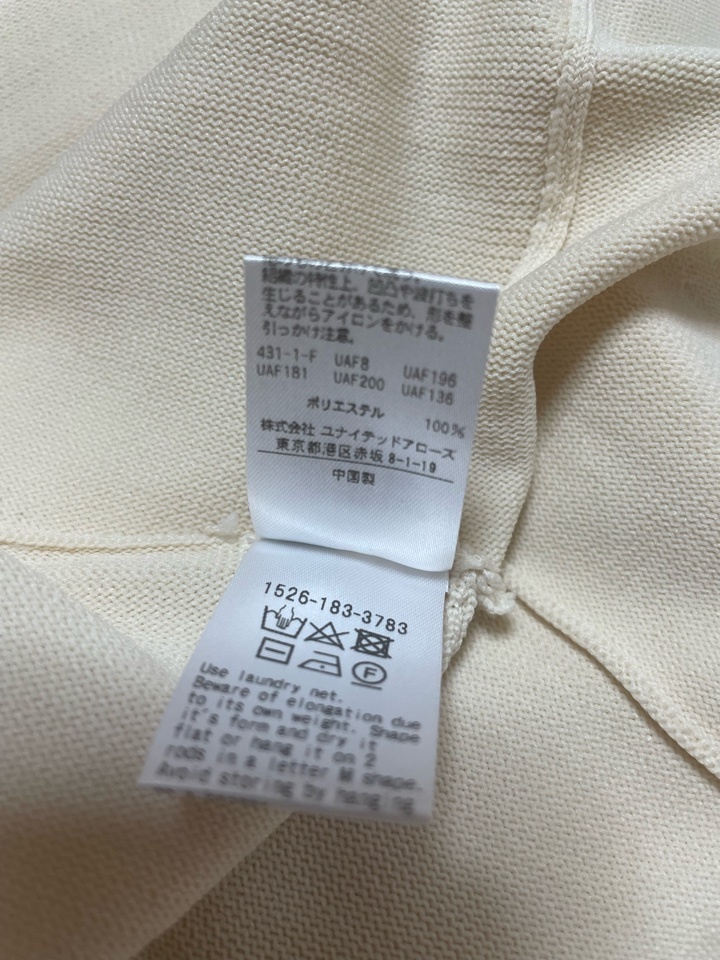 組織の特性上、凹凸や波打ちを
生じることがあるため、形を整
えながらアイロンをかける。
引っかけ注意。
431-1-F UAF8 UAF196
UAF181 UAF200 UAF136
ポリエステル 100%
株式会社 ユナイテッドアローズ
東京都港区赤坂 8-1-19
中国製
1526-183-3783
F
Use laundry net.
Beware of elongation due
to its own weight. Shape
it's form and dry it
flat or hang it on 2
rods in a letter M shape.
Avoid storing by hanging